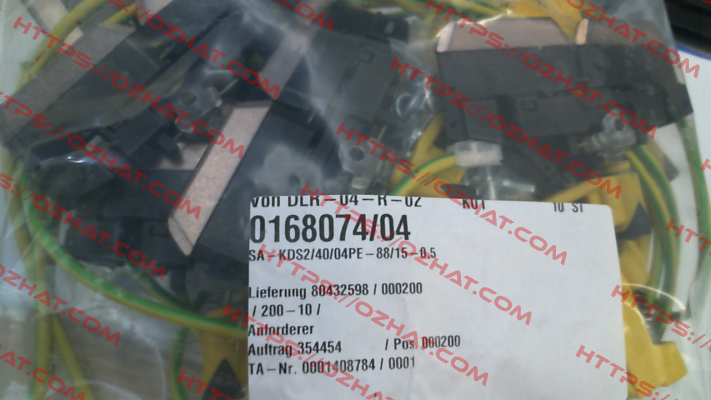 Von DLR-04-R-02 K01 10 ST
0168074/04
SA-KDS2/40/04PE-88/15-0.5
Lieferung 80432598 / 000200
/ 200-10 /
Anforderer
Auftrag 354454 / Pos. 000200
TA-Nr. 0001408784 / 0001
HTTPS://OZHAT.COM